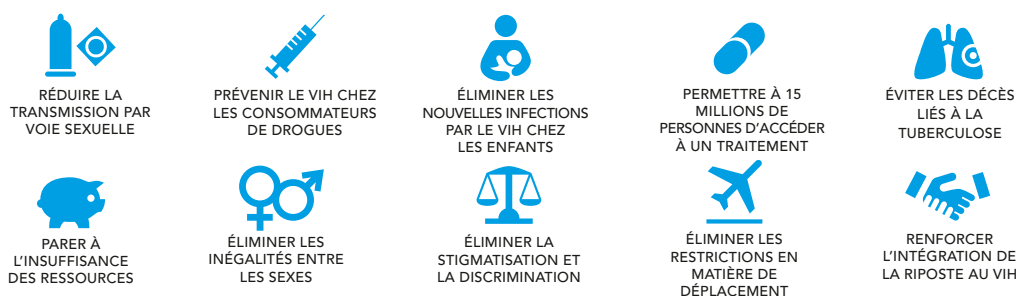 RÉDUIRE LA
TRANSMISSION PAR
VOIE SEXUELLE
PRÉVENIR LE VIH CHEZ
LES CONSOMMATEURS
DE DROGUES
ÉLIMINER LES
NOUVELLES INFECTIONS
PAR LE VIH CHEZ
LES ENFANTS
PERMETTRE À 15
MILLIONS DE
PERSONNES D'ACCÉDER
À UN TRAITEMENT
ÉVITER LES DÉCÈS
LIÉS À LA
TUBERCULOSE
PARER À
L'INSUFFISANCE
DES RESSOURCES
ÉLIMINER LES
INÉGALITÉS ENTRE
LES SEXES
ÉLIMINER LA
STIGMATISATION ET
LA DISCRIMINATION
ÉLIMINER LES
RESTRICTIONS EN
MATIÈRE DE
DÉPLACEMENT
RENFORCER
L'INTÉGRATION DE
LA RIPOSTE AU VIH